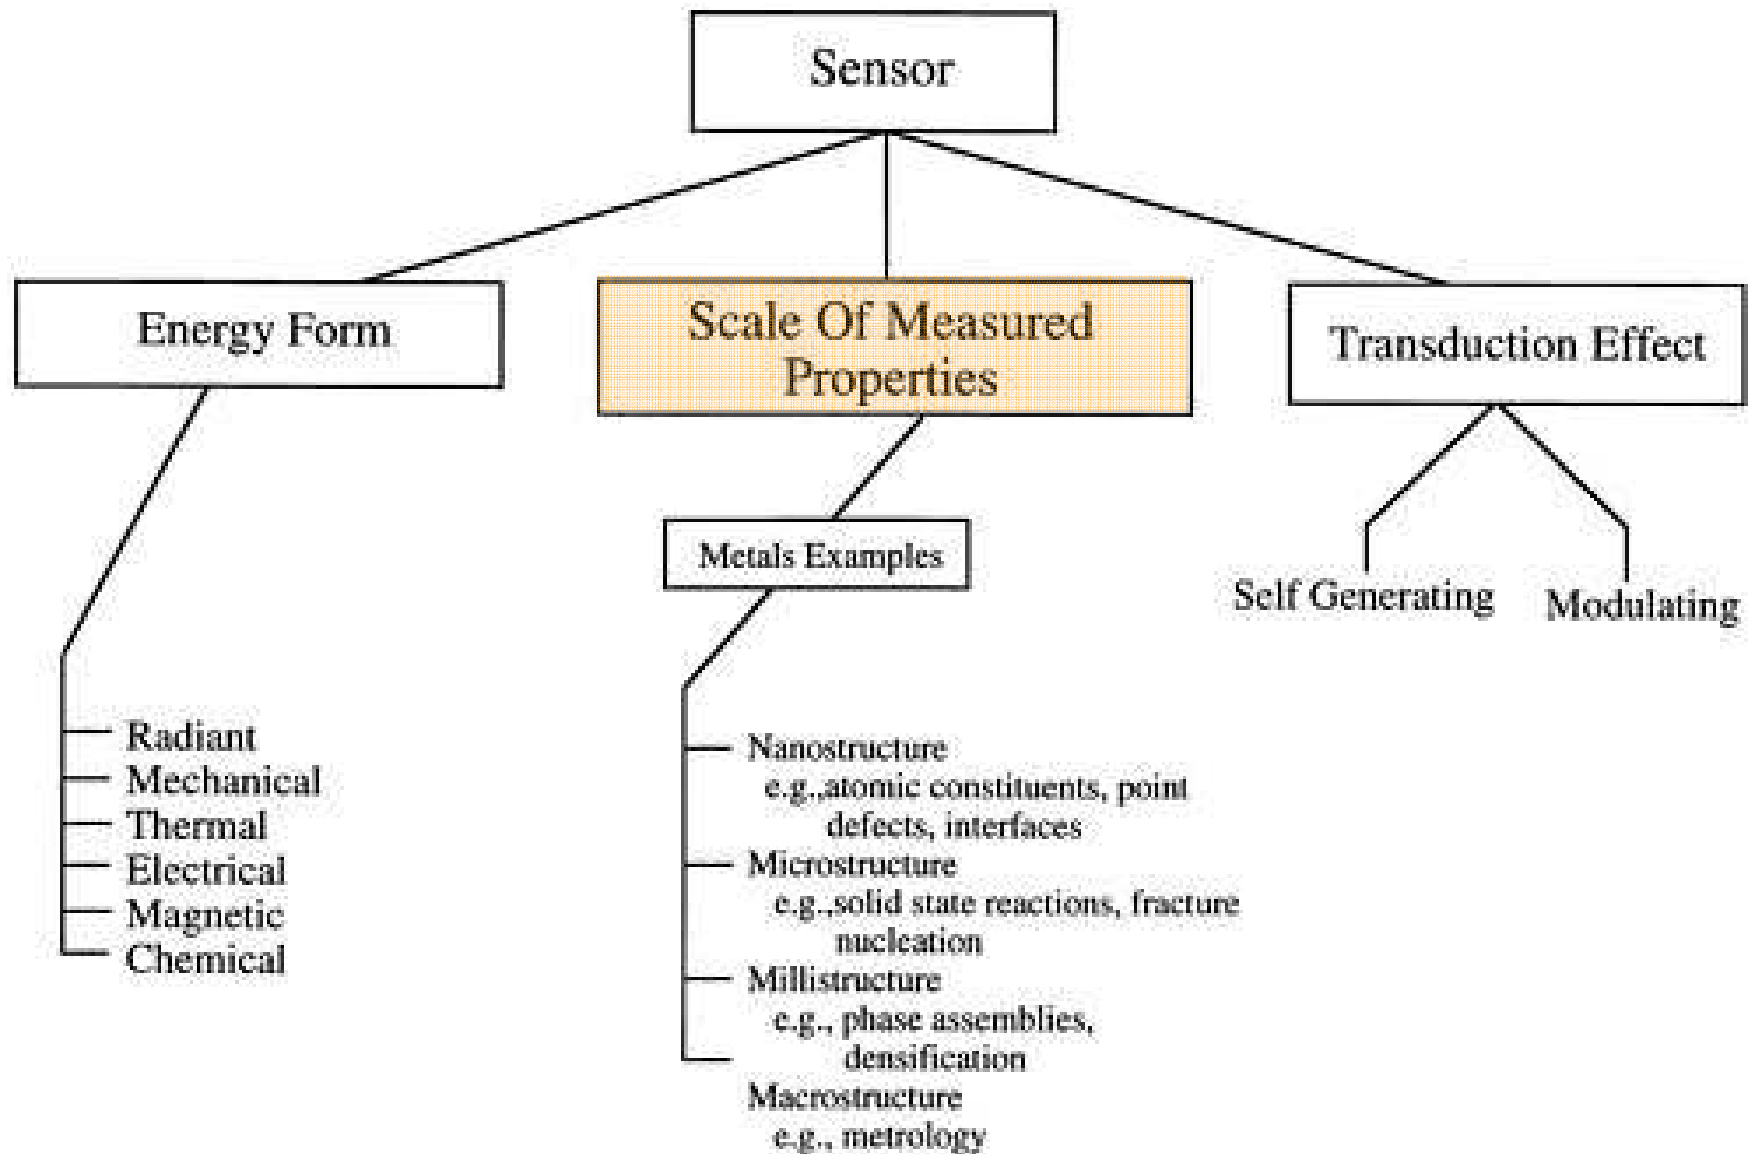 Sensor
Energy Form
Scale Of Measured
Properties
Transduction Effect
Metals Examples
Self Generating
Modulating
Radiant
Mechanical
Thermal
Electrical
Magnetic
Chemical
Nanostructure
e.g.,atomic constituents, point
defects, interfaces
Microstructure
e.g.,solid state reactions, fracture
nucleation
Millistructure
e.g., phase assemblies,
densification
Macrostructure
e.g., metrology